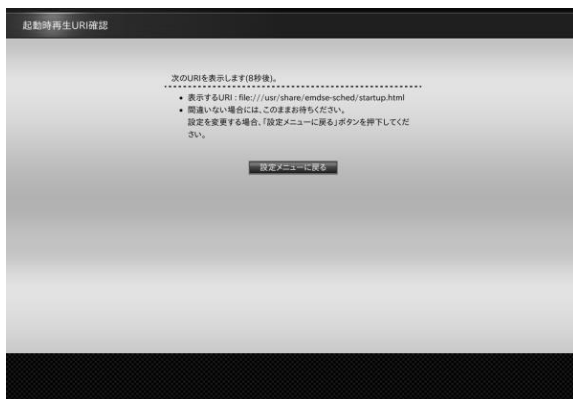 起動時再生URI確認
次のURIを表示します(8秒後)。
• 表示するURI : file:///usr/share/emdse-sched/startup.html
• 間違いない場合には、このままお待ちください。
設定を変更する場合、「設定メニューに戻る」ボタンを押下してくだ
さい。
設定メニューに戻る